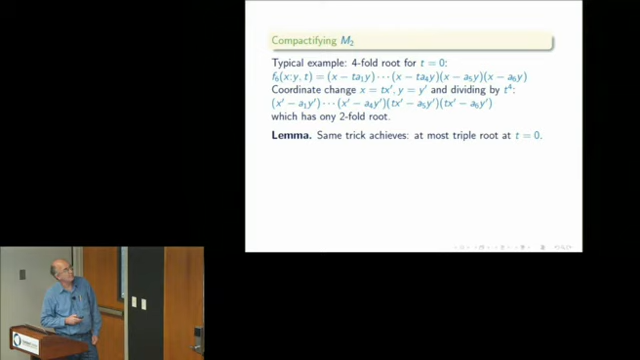 Compactifying M₂
Typical example: 4-fold root for t = 0:
f₆(x:y, t) = (x − ta₁y) ··· (x − ta₄y)(x − a₅y)(x − a₆y)
Coordinate change x = tx′, y = y′ and dividing by t⁴:
(x′ − a₁y′) ··· (x′ − a₄y′)(tx′ − a₅y′)(tx′ − a₆y′)
which has ony 2-fold root.
Lemma. Same trick achieves: at most triple root at t = 0.